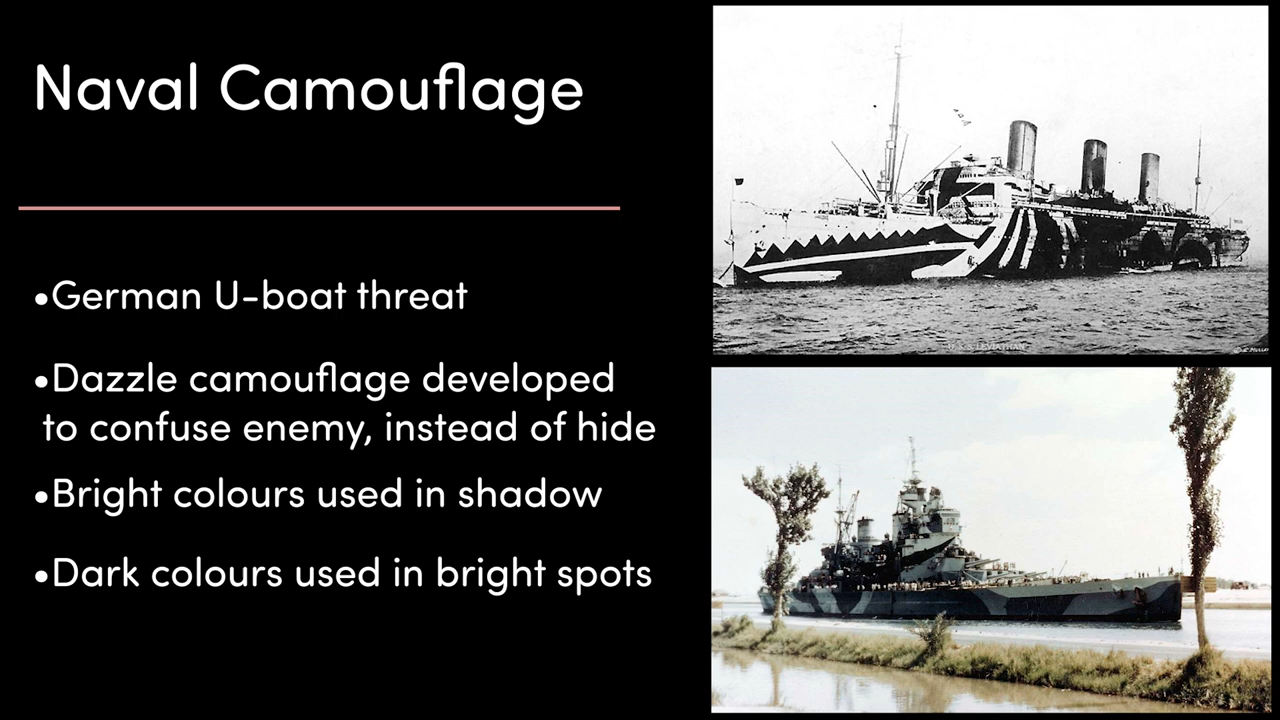 Naval Camouflage
•German U-boat threat
•Dazzle camouflage developed
to confuse enemy, instead of hide
•Bright colours used in shadow
•Dark colours used in bright spots
LEVIATHAN